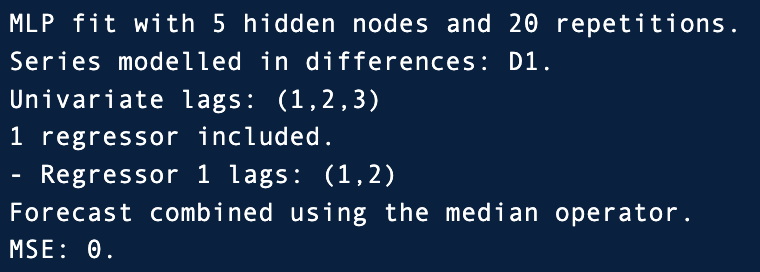 MLP fit with 5 hidden nodes and 20 repetitions.
Series modelled in differences: D1.
Univariate lags: (1,2,3)
1 regressor included.
- Regressor 1 lags: (1,2)
Forecast combined using the median operator.
MSE: 0.